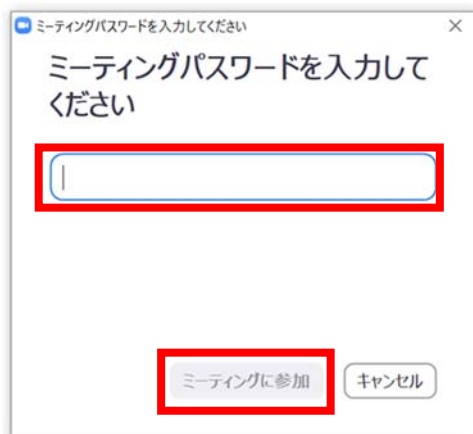 ミーティングパスワードを入力してください
ミーティングパスワードを入力して
ください
ミーティングに参加
キャンセル